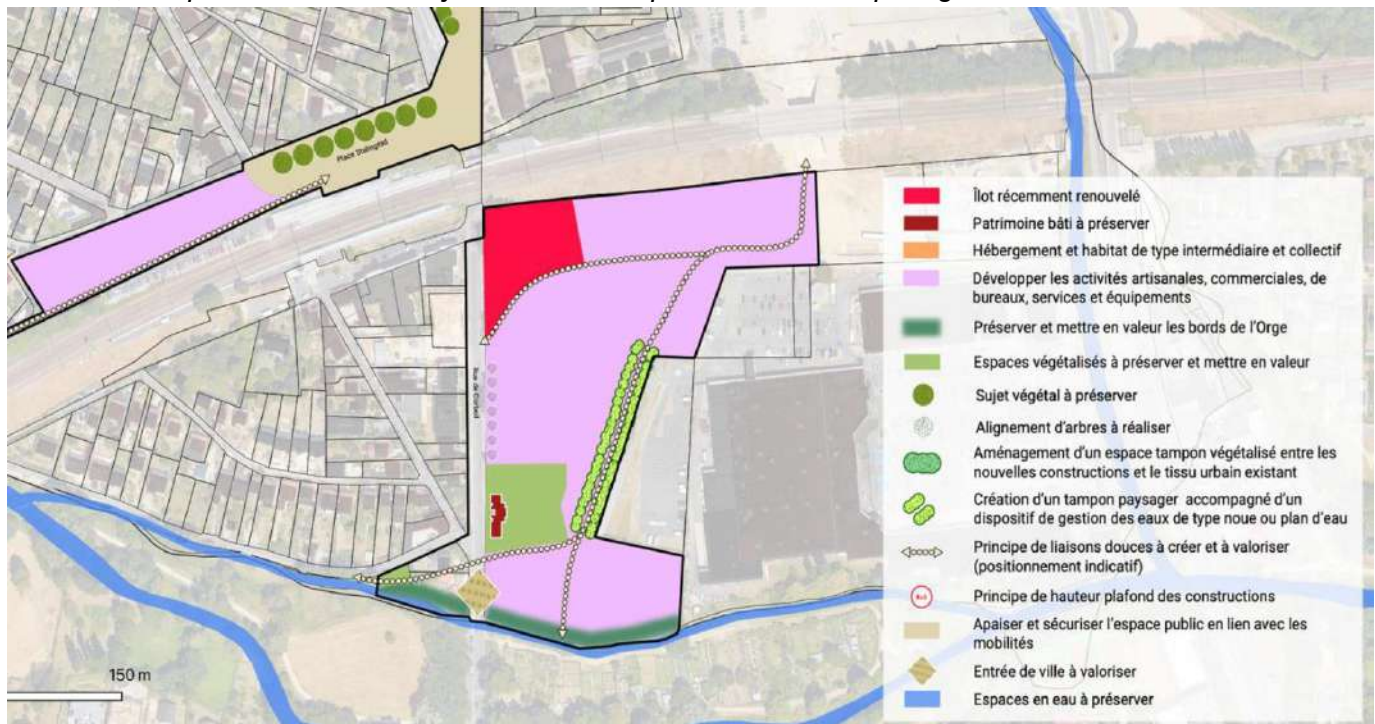 Place Stalingrad
Îlot récemment renouvelé
Patrimoine bâti à préserver
Hébergement et habitat de type intermédiaire et collectif
Développer les activités artisanales, commerciales, de
bureaux, services et équipements
Préserver et mettre en valeur les bords de l'Orge
Espaces végétalisés à préserver et mettre en valeur
Sujet végétal à préserver
Alignement d'arbres à réaliser
Aménagement d'un espace tampon végétalisé entre les
nouvelles constructions et le tissu urbain existant
Création d'un tampon paysager accompagné d'un
dispositif de gestion des eaux de type noue ou plan d'eau
Principe de liaisons douces à créer et à valoriser
(positionnement indicatif)
Principe de hauteur plafond des constructions
Apaiser et sécuriser l'espace public en lien avec les
mobilités
Entrée de ville à valoriser
Espaces en eau à préserver
150 m